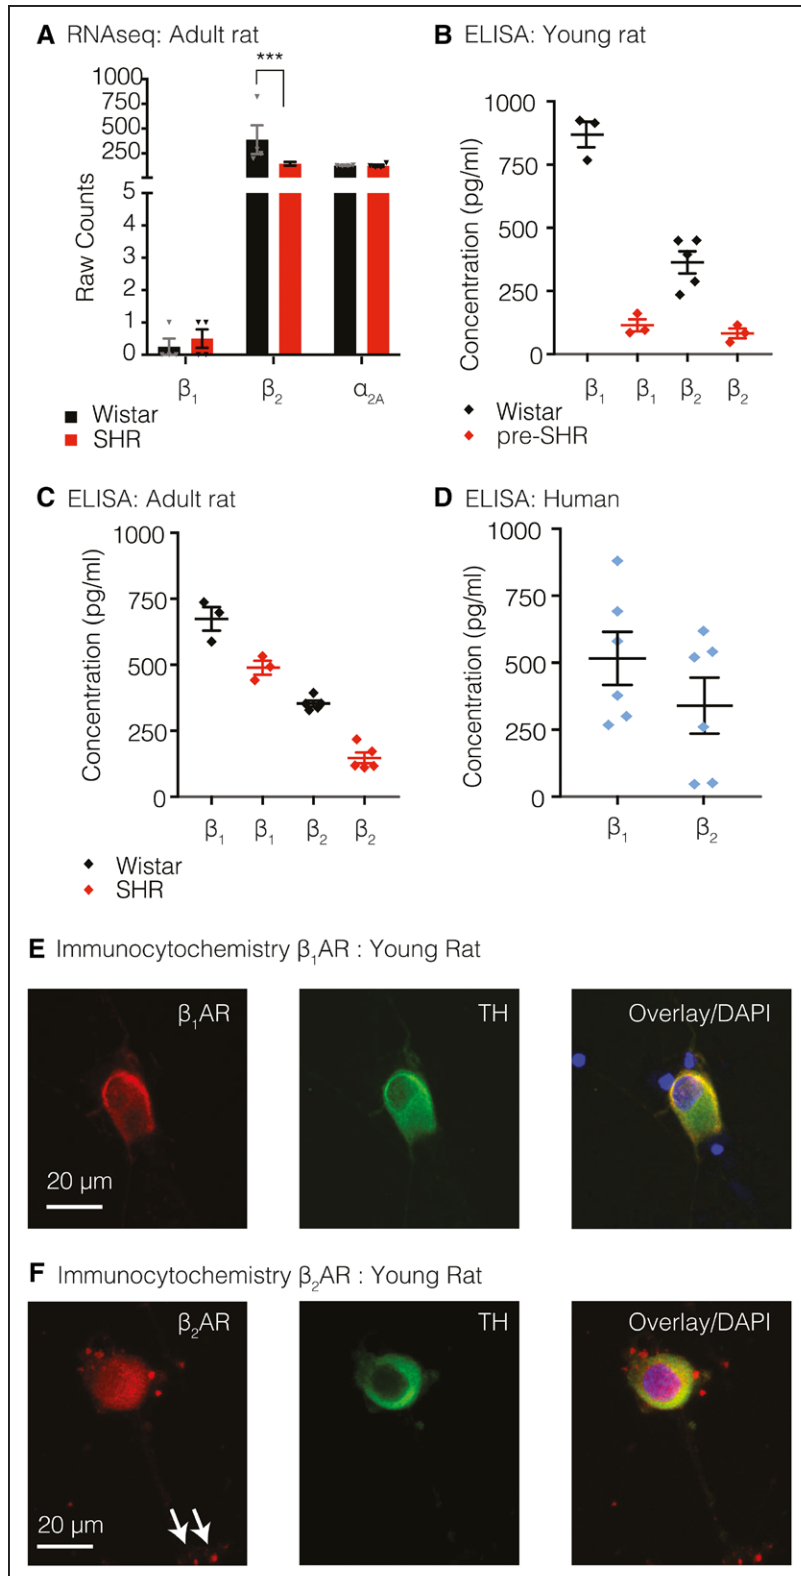 A RNAseq: Adult rat
***
1000
750
500
250
5
4
3
2
1
0
Raw Counts
β₁ β₂ α₂A
Wistar
SHR
B ELISA: Young rat
1000
750
500
250
0
Concentration (pg/ml)
β₁ β₁ β₂ β₂
Wistar
pre-SHR
C ELISA: Adult rat
1000
750
500
250
0
Concentration (pg/ml)
β₁ β₁ β₂ β₂
Wistar
SHR
D ELISA: Human
1000
750
500
250
0
Concentration (pg/ml)
β₁ β₂
E Immunocytochemistry β₁AR : Young Rat
β₁AR
TH
Overlay/DAPI
20 μm
F Immunocytochemistry β₂AR : Young Rat
β₂AR
TH
Overlay/DAPI
20 μm